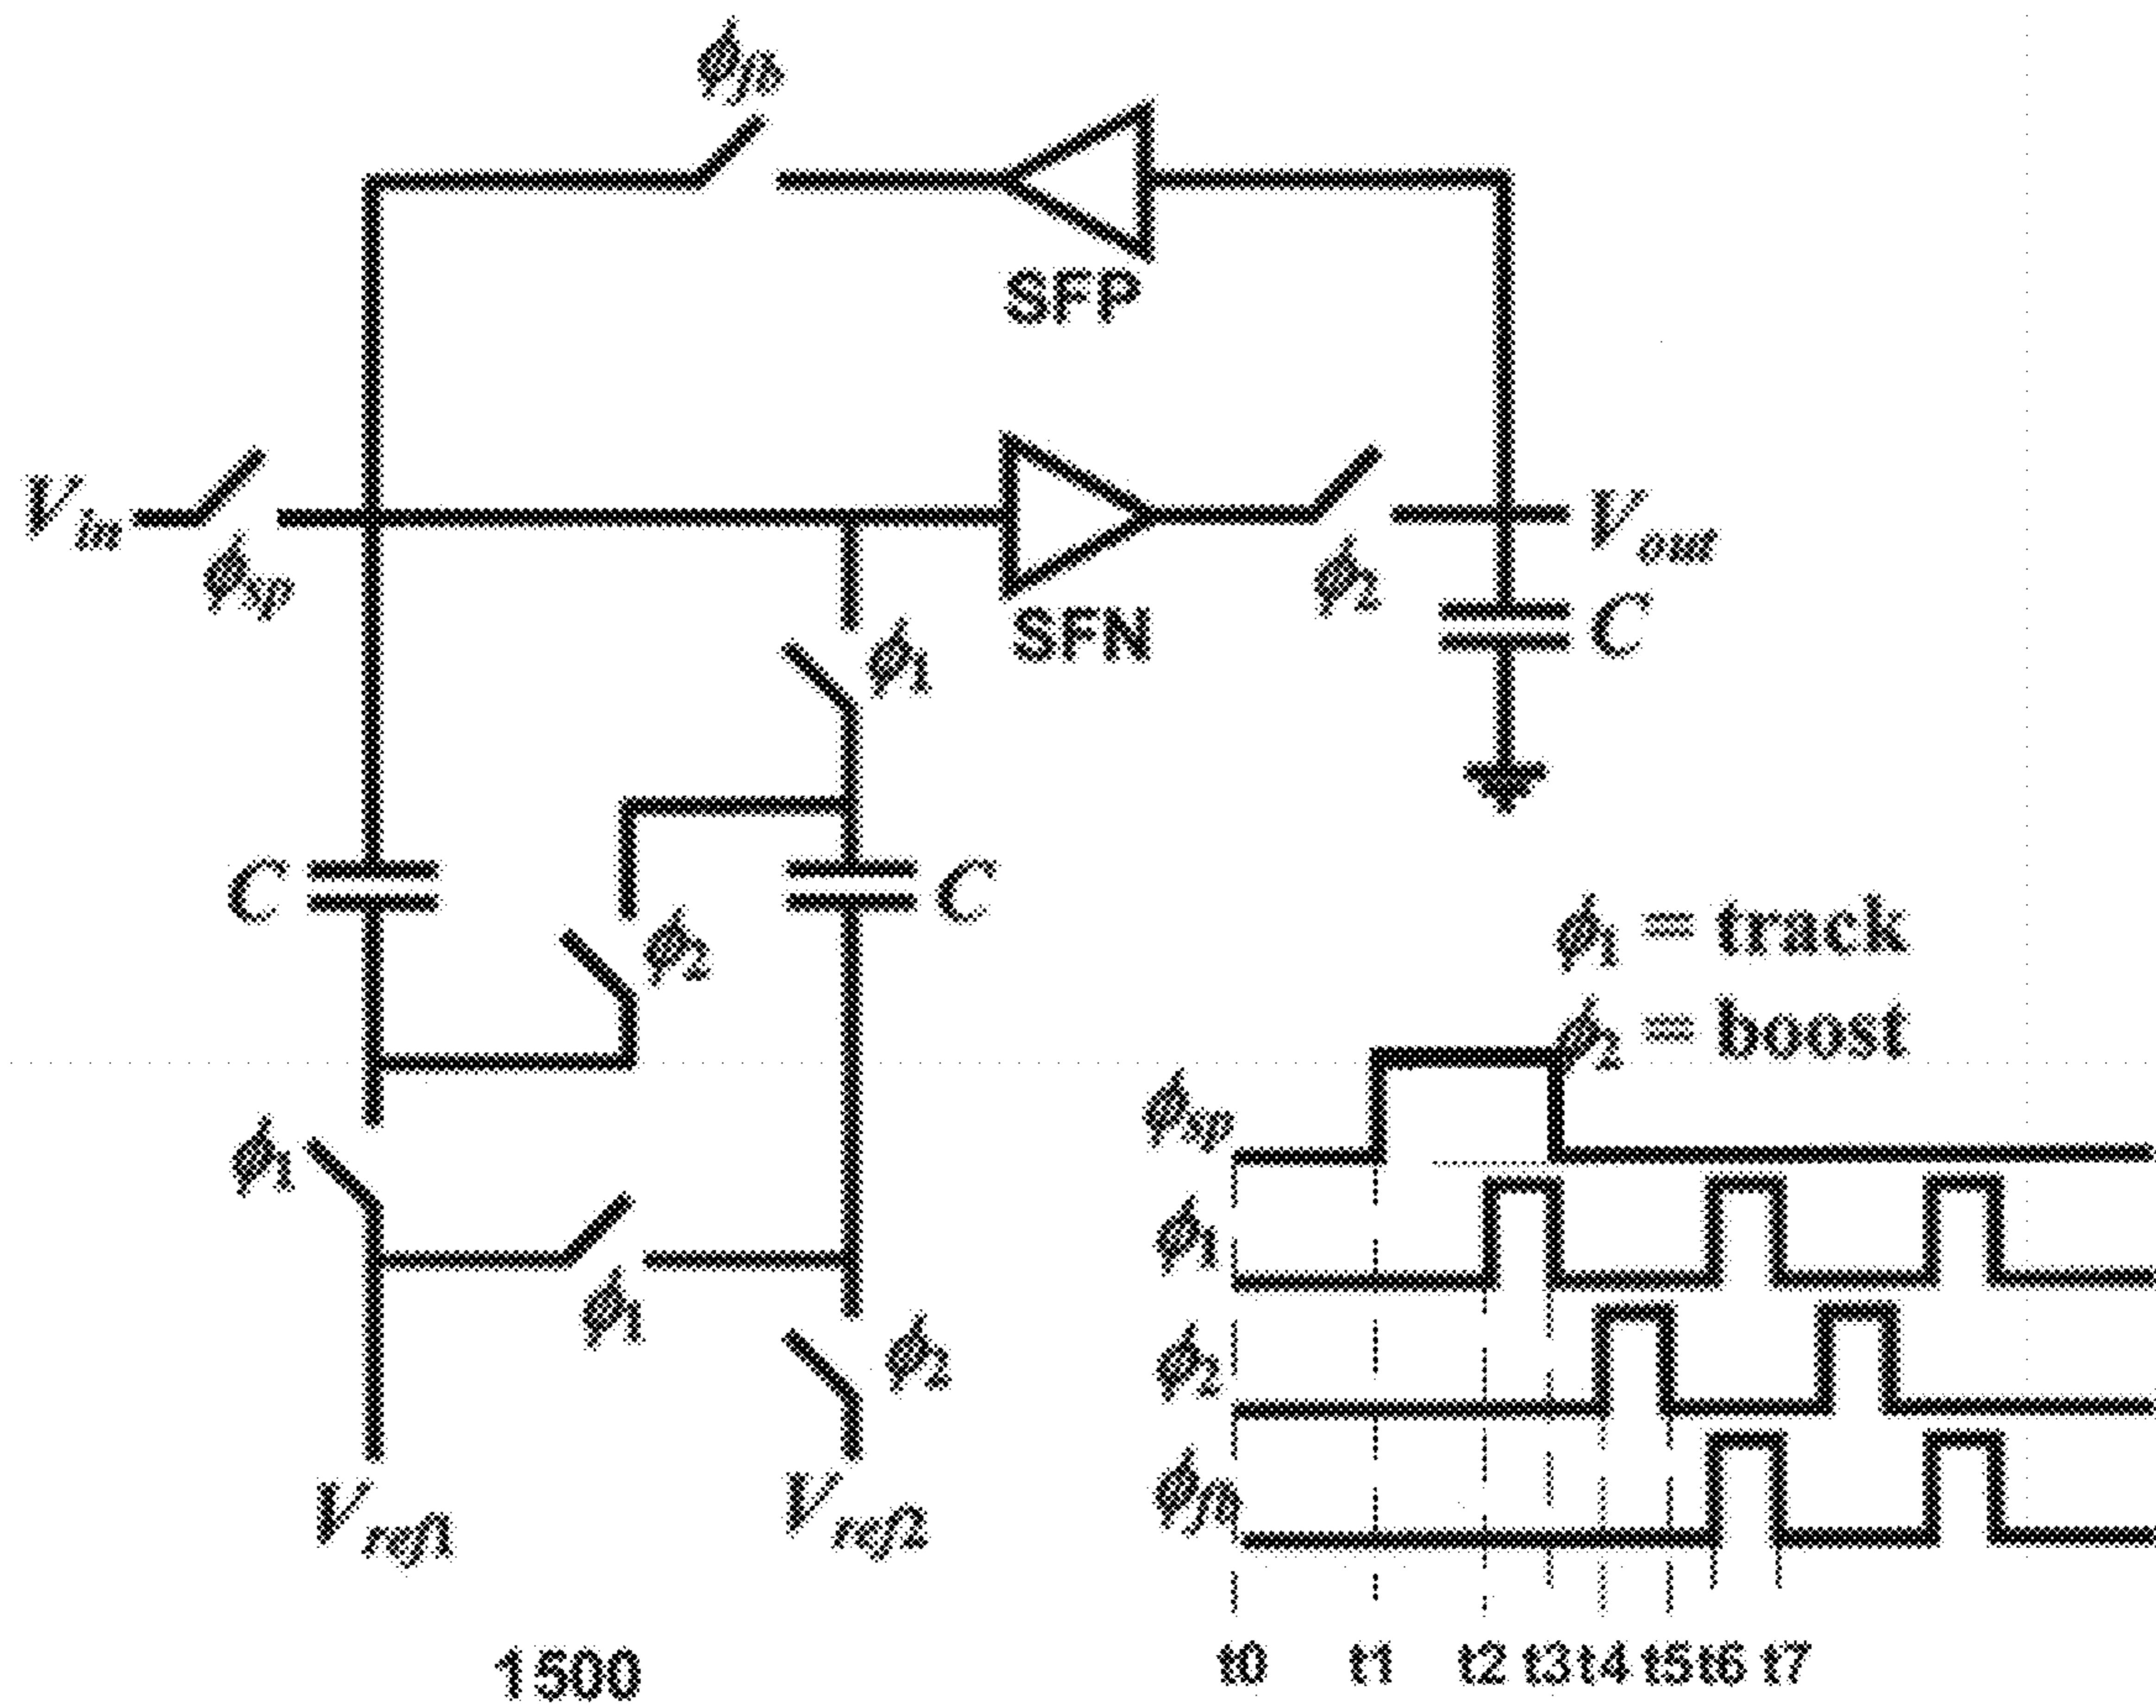 ϕfb
SFP
Vin
ϕsp
SFN
ϕ2
Vout
C
ϕ1
C
ϕ2
C
ϕ1 = track
ϕ2 = boost
ϕ1
ϕ1
ϕ2
Vref1
Vref2
ϕsp
ϕ1
ϕ2
ϕfb
t0 t1 t2 t3 t4 t5 t6 t7
1500